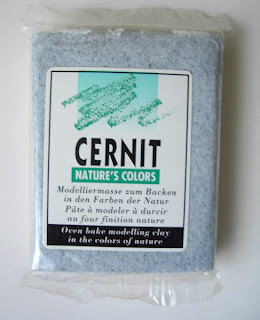 CERNIT
NATURE'S COLORS
Modelliermasse zum Backen
in den Farben der Natur
Pâte à modeler à durcir
au four finition nature
Oven bake modelling clay
in the colors of nature